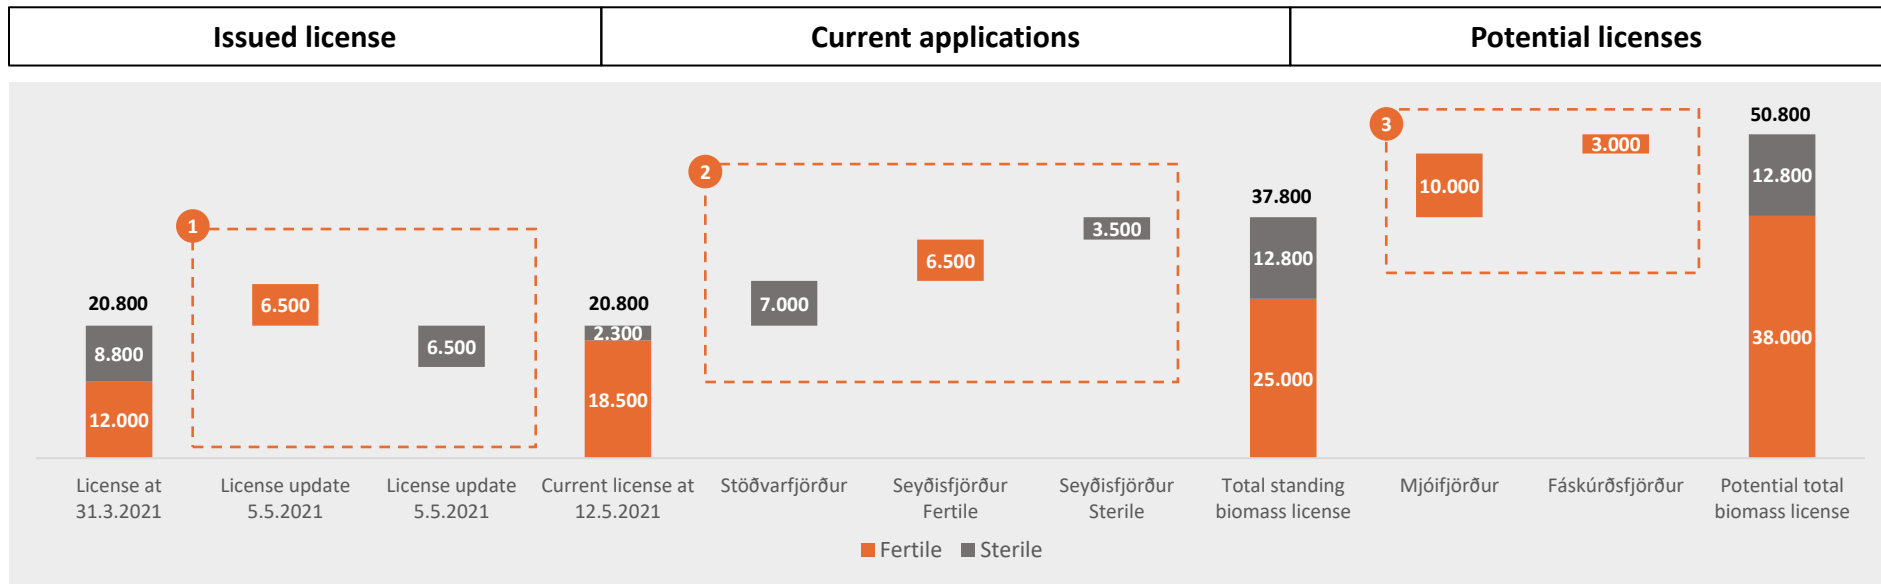 Issued license
Current applications
Potential licenses
1
2
3
20.800
8.800
12.000
6.500
6.500
20.800
2.300
18.500
7.000
6.500
3.500
37.800
12.800
25.000
10.000
3.000
50.800
12.800
38.000
License at
31.3.2021
License update
5.5.2021
License update
5.5.2021
Current license at
12.5.2021
Stöðvarfjörður
Seyðisfjörður
Fertile
Seyðisfjörður
Sterile
Total standing
biomass license
Mjóifjörður
Fáskúrðsfjörður
Potential total
biomass license
Fertile
Sterile